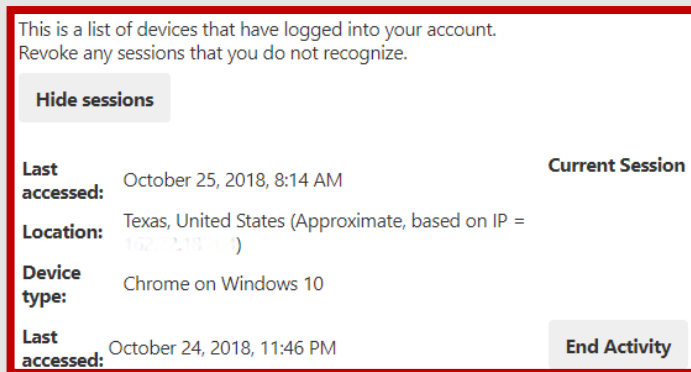 This is a list of devices that have logged into your account.
Revoke any sessions that you do not recognize.
Hide sessions
Current Session
Last
accessed: October 25, 2018, 8:14 AM
Location: Texas, United States (Approximate, based on IP =
)
Device
type: Chrome on Windows 10
Last
accessed: October 24, 2018, 11:46 PM
End Activity